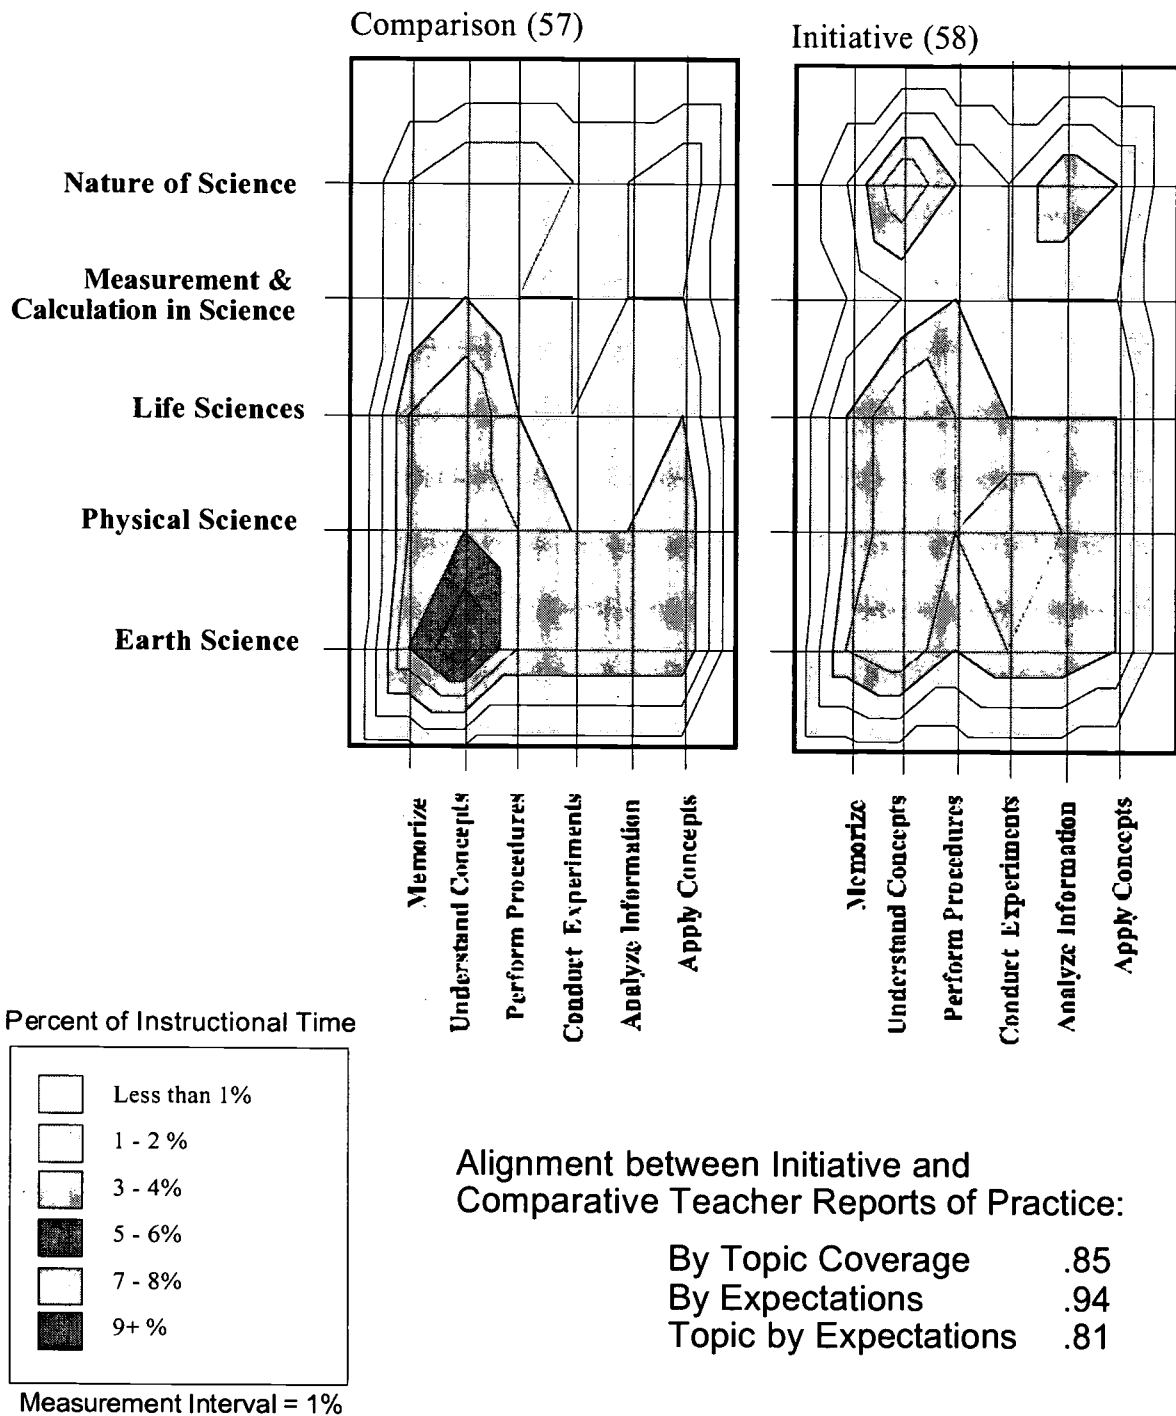 Comparison (57)
Initiative (58)
Nature of Science
Measurement &
Calculation in Science
Life Sciences
Physical Science
Earth Science
Memorize
Understand Concepts
Perform Procedures
Conduct Experiments
Analyze Information
Apply Concepts
Memorize
Understand Concepts
Perform Procedures
Conduct Experiments
Analyze Information
Apply Concepts
Percent of Instructional Time
Less than 1%
1 - 2 %
3 - 4%
5 - 6%
7 - 8%
9+ %
Measurement Interval = 1%
Alignment between Initiative and
Comparative Teacher Reports of Practice:
By Topic Coverage .85
By Expectations .94
Topic by Expectations .81